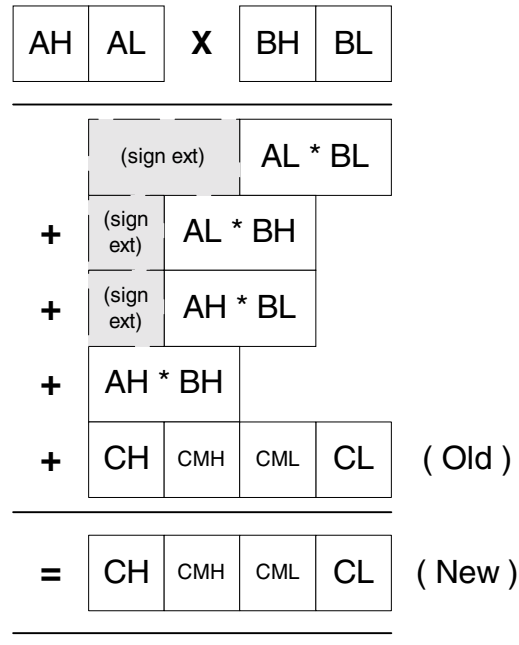 AH AL X BH BL
(sign ext) AL * BL
+ (sign
ext) AL * BH
+ (sign
ext) AH * BL
+ AH * BH
+ CH CMH CML CL ( Old )
= CH CMH CML CL ( New )